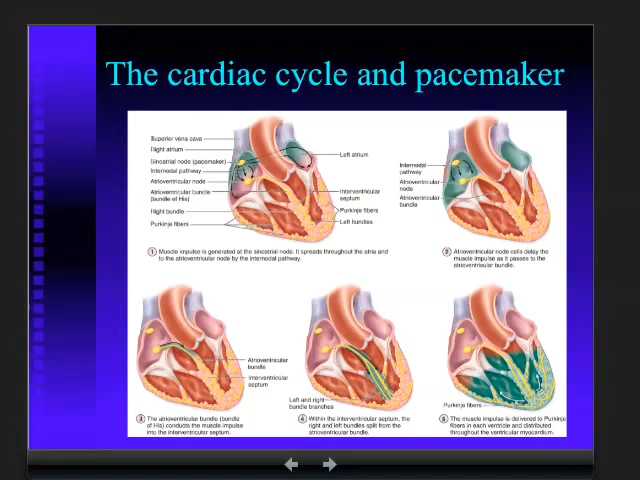 The cardiac cycle and pacemaker
Superior vena cava
Right atrium
Sinoatrial node (pacemaker)
Internodal pathway
Atrioventricular node
Atrioventricular bundle
(bundle of His)
Right bundle
Purkinje fibers
Left atrium
Interventricular
septum
Purkinje fibers
Left bundles
1 Muscle impulse is generated at the sinoatrial node. It spreads throughout the atria and
to the atrioventricular node by the internodal pathway.
Internodal
pathway
Atrioventricular
node
Atrioventricular
bundle
2 Atrioventricular node cells delay the
muscle impulse as it passes to the
atrioventricular bundle.
Atrioventricular
bundle
Interventricular
septum
3 The atrioventricular bundle (bundle
of His) conducts the muscle impulse
into the interventricular septum.
Left and right
bundle branches
4 Within the interventricular septum, the
right and left bundles split from the
atrioventricular bundle.
Purkinje fibers
5 The muscle impulse is delivered to Purkinje
fibers in each ventricle and distributed
throughout the ventricular myocardium.